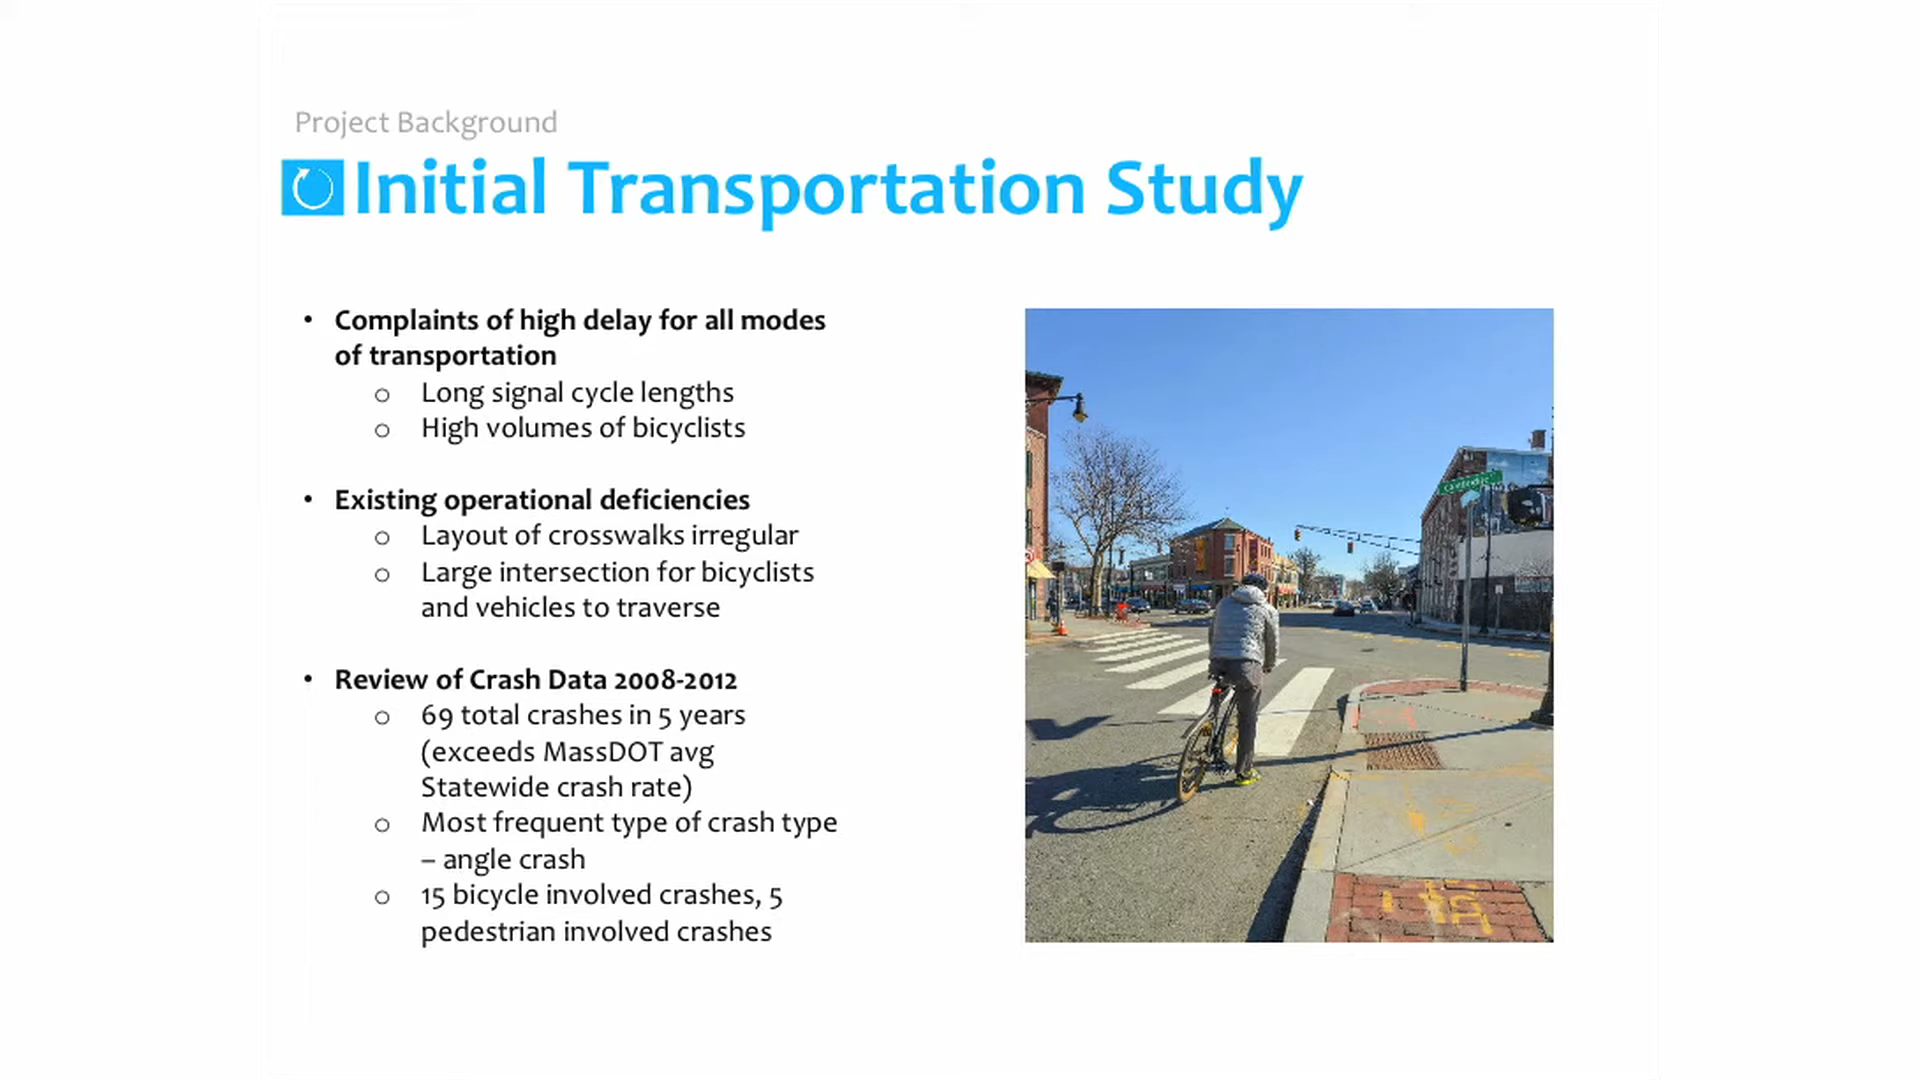 Project Background
Initial Transportation Study
• Complaints of high delay for all modes
of transportation
o Long signal cycle lengths
o High volumes of bicyclists
• Existing operational deficiencies
o Layout of crosswalks irregular
o Large intersection for bicyclists
and vehicles to traverse
• Review of Crash Data 2008-2012
o 69 total crashes in 5 years
(exceeds MassDOT avg
Statewide crash rate)
o Most frequent type of crash type
– angle crash
o 15 bicycle involved crashes, 5
pedestrian involved crashes
Cambridge